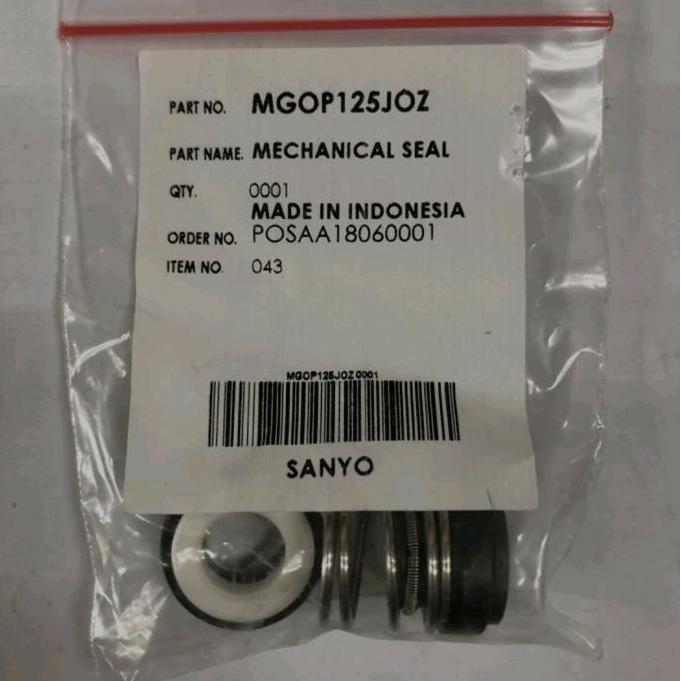 PART NO. MGOP125JOZ
PART NAME. MECHANICAL SEAL
QTY. 0001
MADE IN INDONESIA
ORDER NO. POSAA18060001
ITEM NO. 043
MGOP125JOZ 0001
SANYO